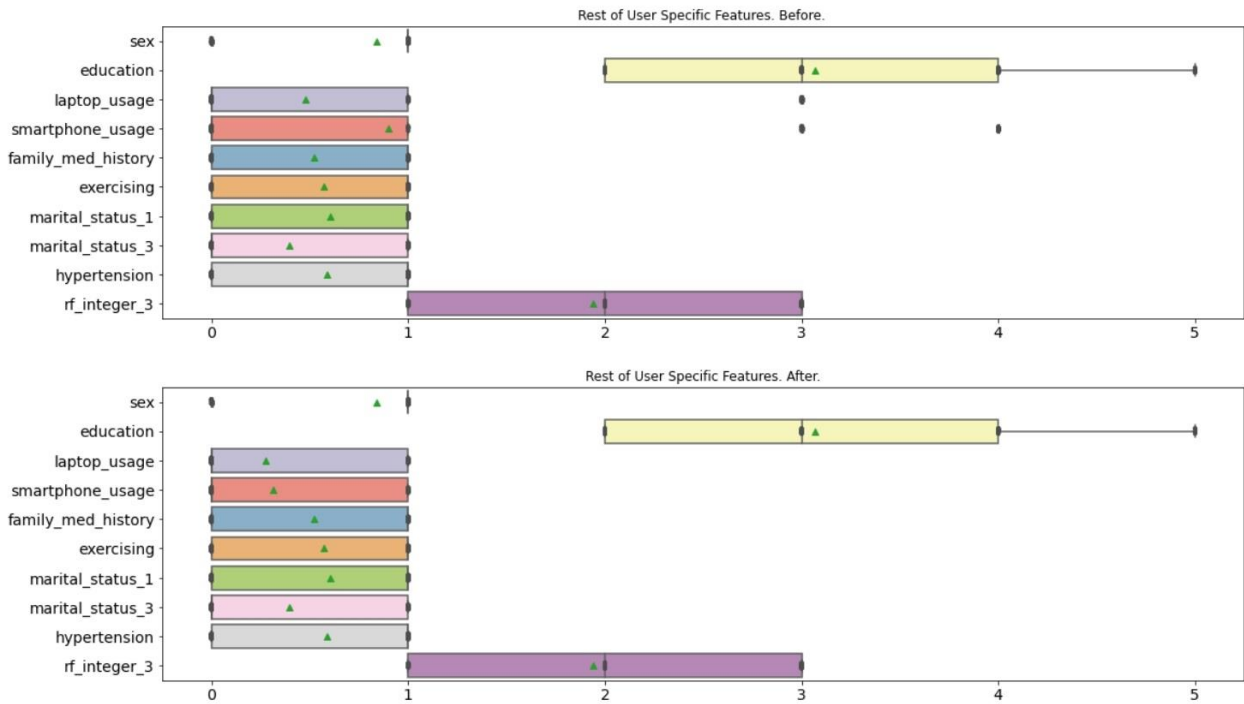 Rest of User Specific Features. Before.
sex
education
laptop_usage
smartphone_usage
family_med_history
exercising
marital_status_1
marital_status_3
hypertension
rf_integer_3
0 1 2 3 4 5
Rest of User Specific Features. After.
sex
education
laptop_usage
smartphone_usage
family_med_history
exercising
marital_status_1
marital_status_3
hypertension
rf_integer_3
0 1 2 3 4 5